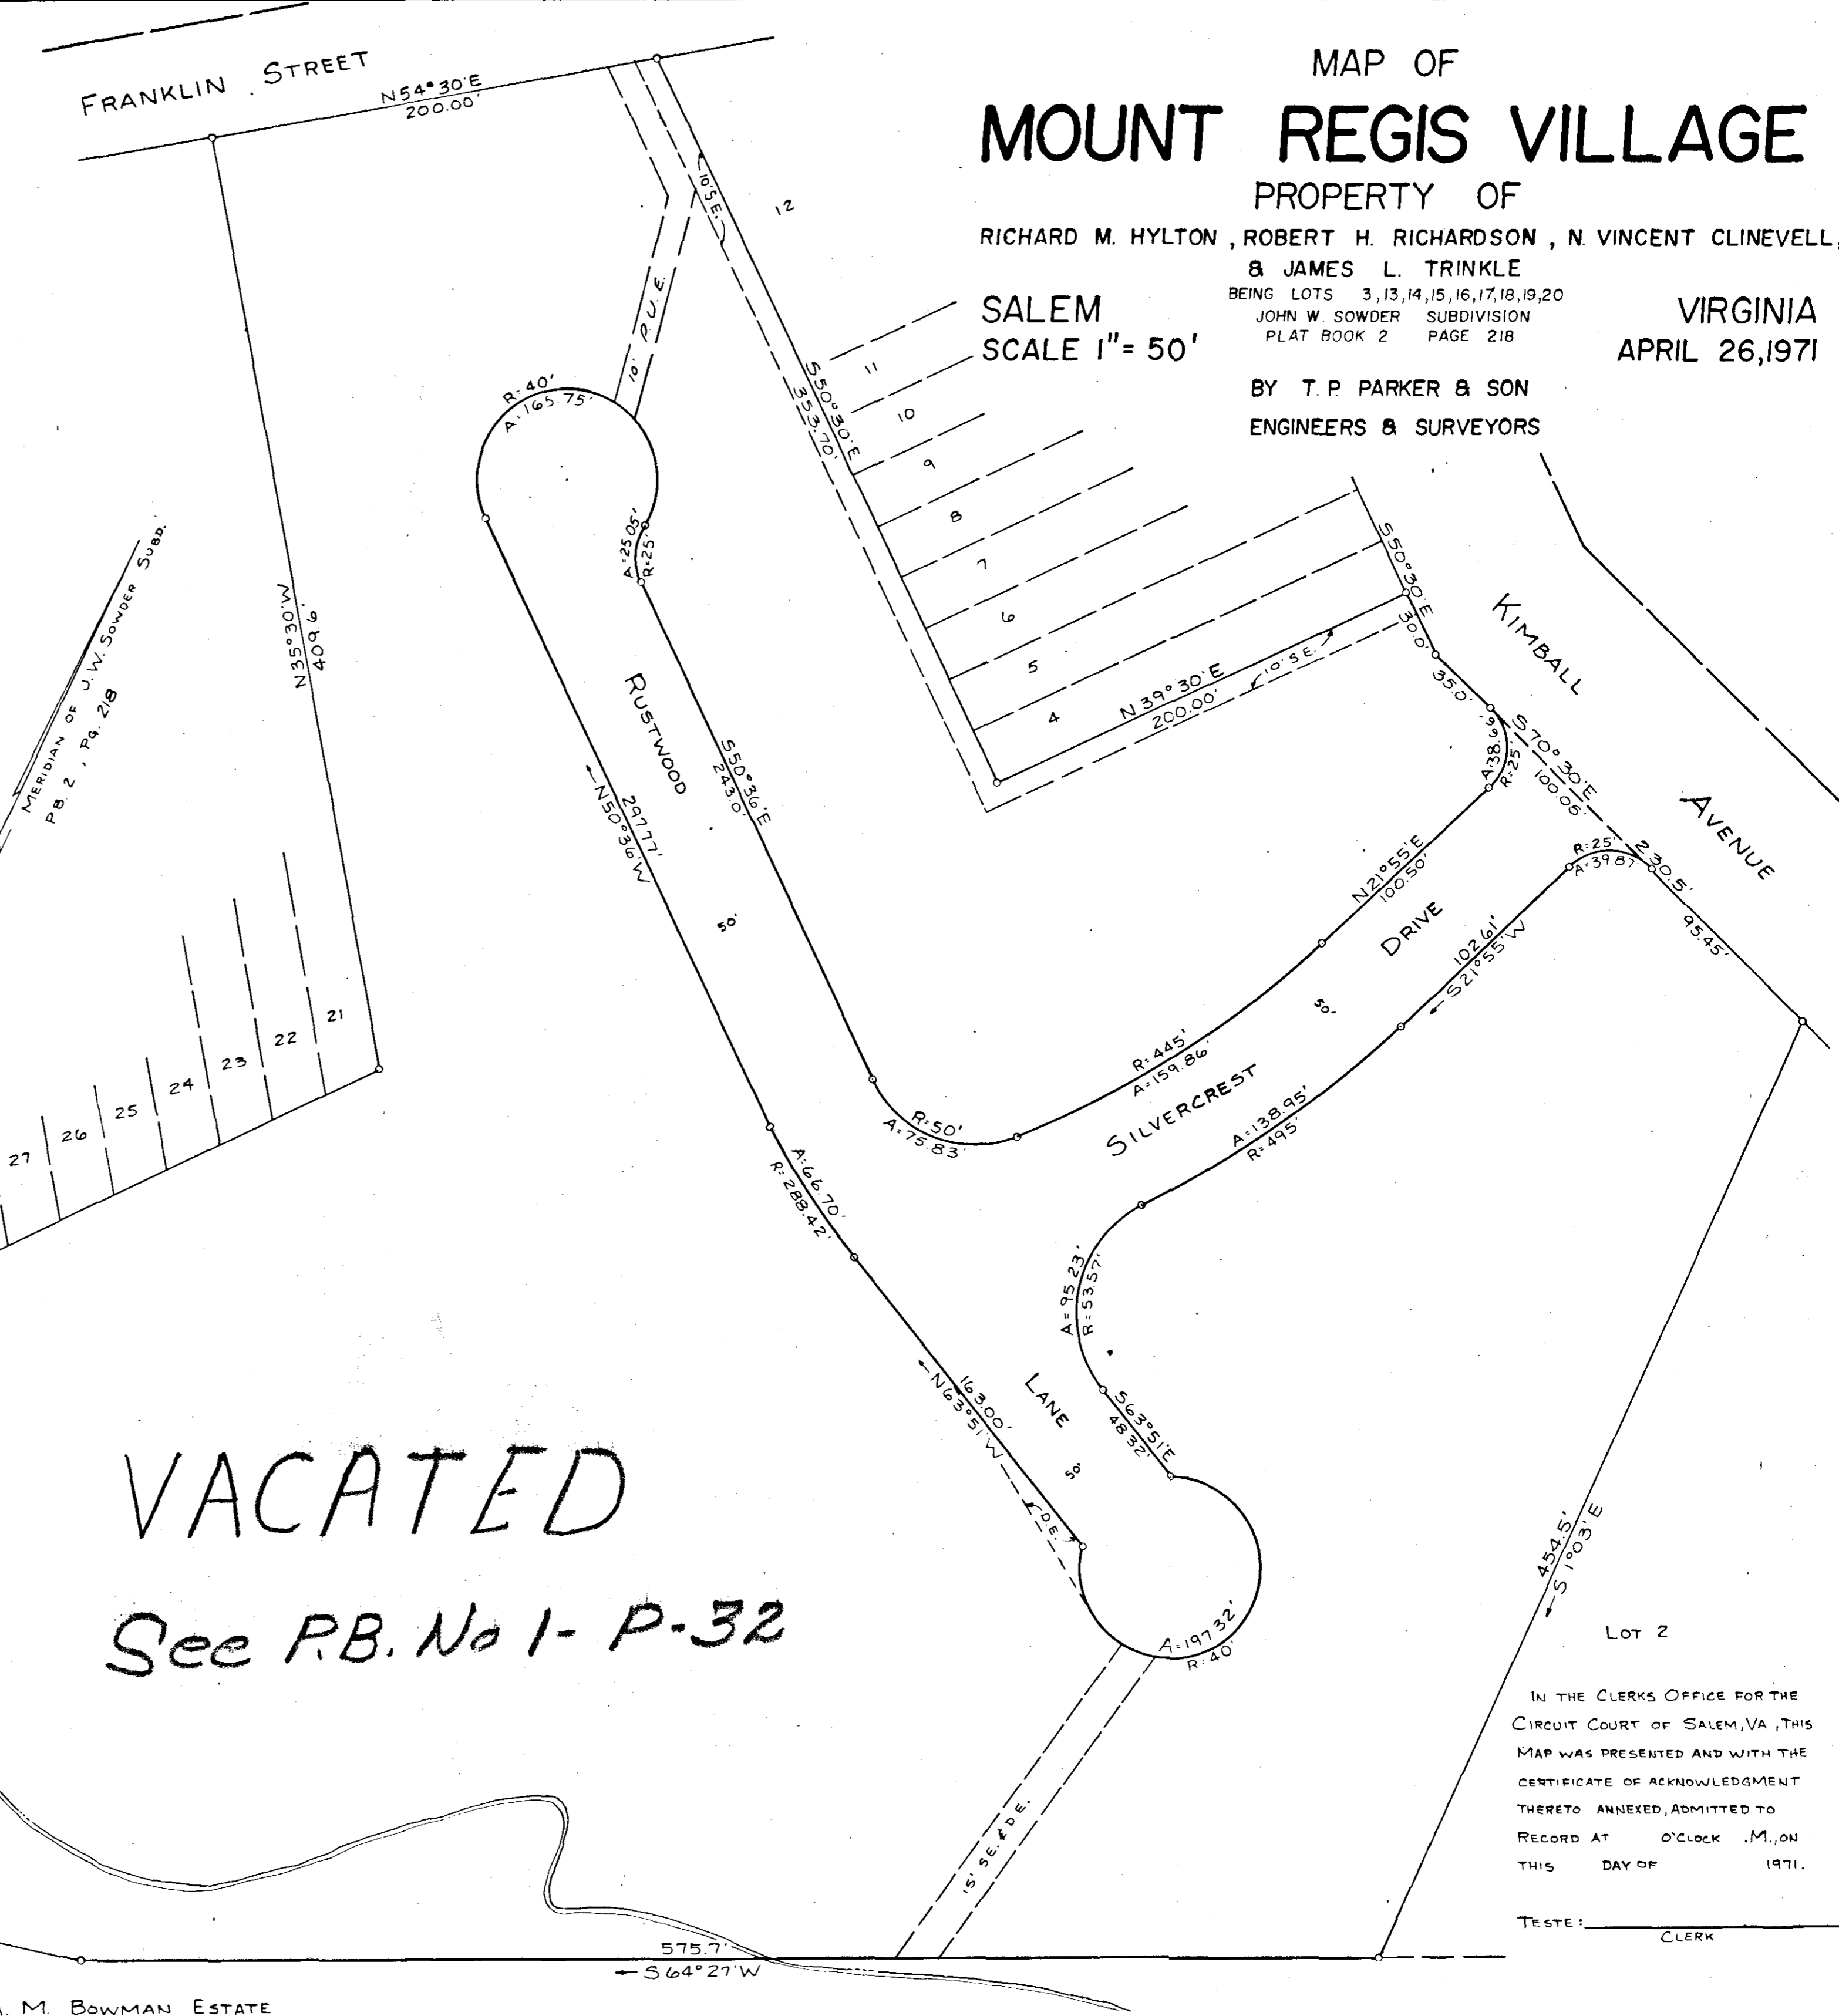 MAP OF
MOUNT REGIS VILLAGE
PROPERTY OF
RICHARD M. HYLTON, ROBERT H. RICHARDSON, N. VINCENT CLINEVELL,
& JAMES L. TRINKLE
BEING LOTS 3,13,14,15,16,17,18,19,20
JOHN W. SOWDER SUBDIVISION
PLAT BOOK 2 PAGE 218
SALEM
SCALE 1"= 50'
VIRGINIA
APRIL 26,1971
BY T. P. PARKER & SON
ENGINEERS & SURVEYORS
FRANKLIN STREET
N54°30'E
200.00'
10' S.E.
12
10' P.U.E.
S50°30'E
353.70'
11
10
9
8
7
6
5
4
R=40'
A=165.75'
A=25.05'
R=25'
N35°30'W
409.6'
MERIDIAN OF J.W. SOWDER SUBD.
PB. 2, PG. 218
N39°30'E
200.00'
10' S.E.
S50°30'E
30.0'
35.0'
KIMBALL
AVENUE
A=38.66'
R=25'
S70°30'E
100.05'
230.5'
95.45'
R=25'
A=39.87'
RUSTWOOD
S50°36'E
243.0'
297.77'
N50°36'W
50'
N21°55'E
100.50'
DRIVE
102.61'
S21°55'W
50'
R=445'
A=159.86'
SILVERCREST
A=138.95'
R=495'
R=50'
A=75.83'
A=66.70'
R=288.42'
A=95.23'
R=53.57'
21
22
23
24
25
26
27
LANE
50'
163.00'
N63°51'W
S63°51'E
48.32'
D.E.
A=197.32'
R=40'
454.5'
S1°03'E
VACATED
See P.B. No 1- P-32
LOT 2
IN THE CLERKS OFFICE FOR THE
CIRCUIT COURT OF SALEM, VA, THIS
MAP WAS PRESENTED AND WITH THE
CERTIFICATE OF ACKNOWLEDGMENT
THERETO ANNEXED, ADMITTED TO
RECORD AT O'CLOCK .M., ON
THIS DAY OF 1971.
TESTE:
CLERK
15' S.E. & D.E.
575.7'
S64°27'W
M. BOWMAN ESTATE